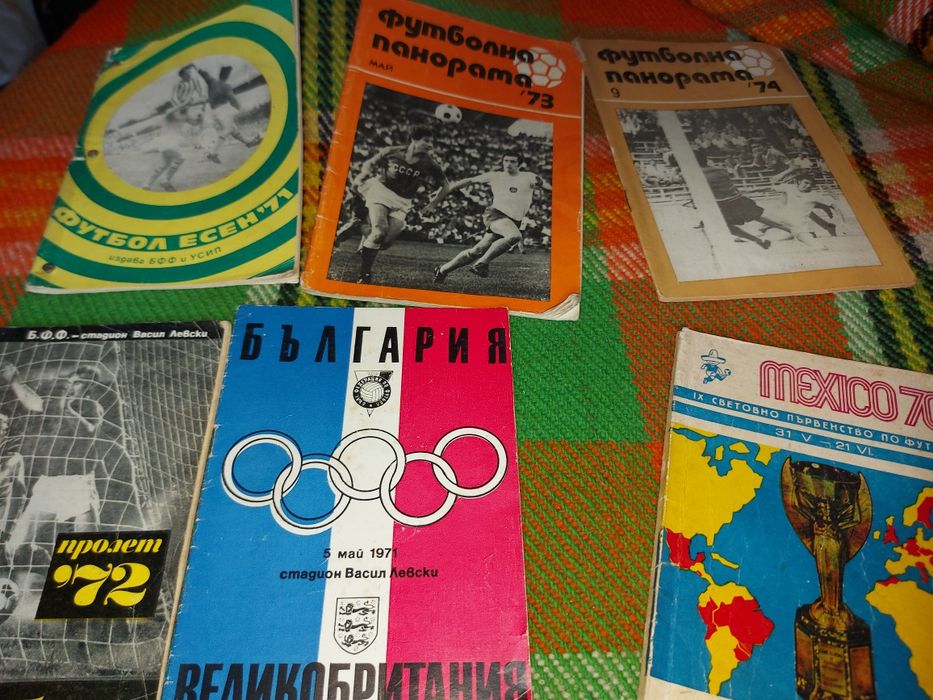 ФУТБОЛ ЕСЕН '71
издава БФФ и УСИП
Футболна
панорама
МАЙ
'73
СССР
Футболна
панорама
9
'74
Б.Ф.Ф. – стадион Васил Левски
пролет
'72
БЪЛГАРИЯ
5 май 1971
стадион Васил Левски
ВЕЛИКОБРИТАНИЯ
MEXICO 70
IX СВЕТОВНО ПЪРВЕНСТВО ПО ФУТ
31 V – 21 VI.